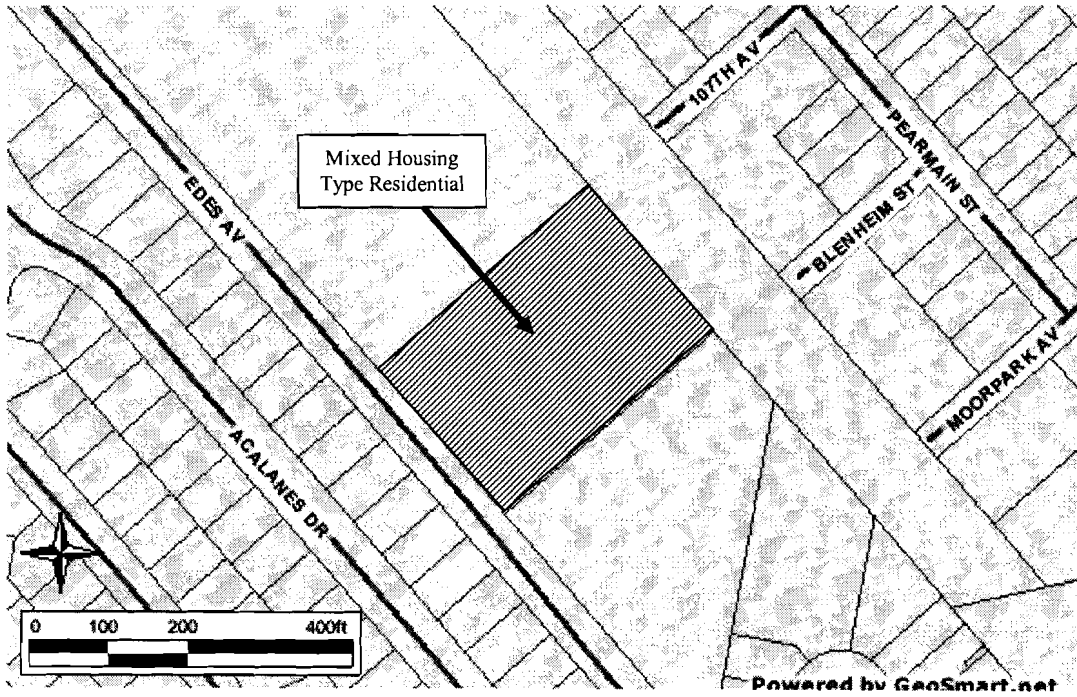 107TH AV
PEARMAIN ST
Mixed Housing
Type Residential
EDES AV
BLENHEIM ST
MOORPARK AV
ACALANES DR
0 100 200 400ft
Powered by GeoSmart.net